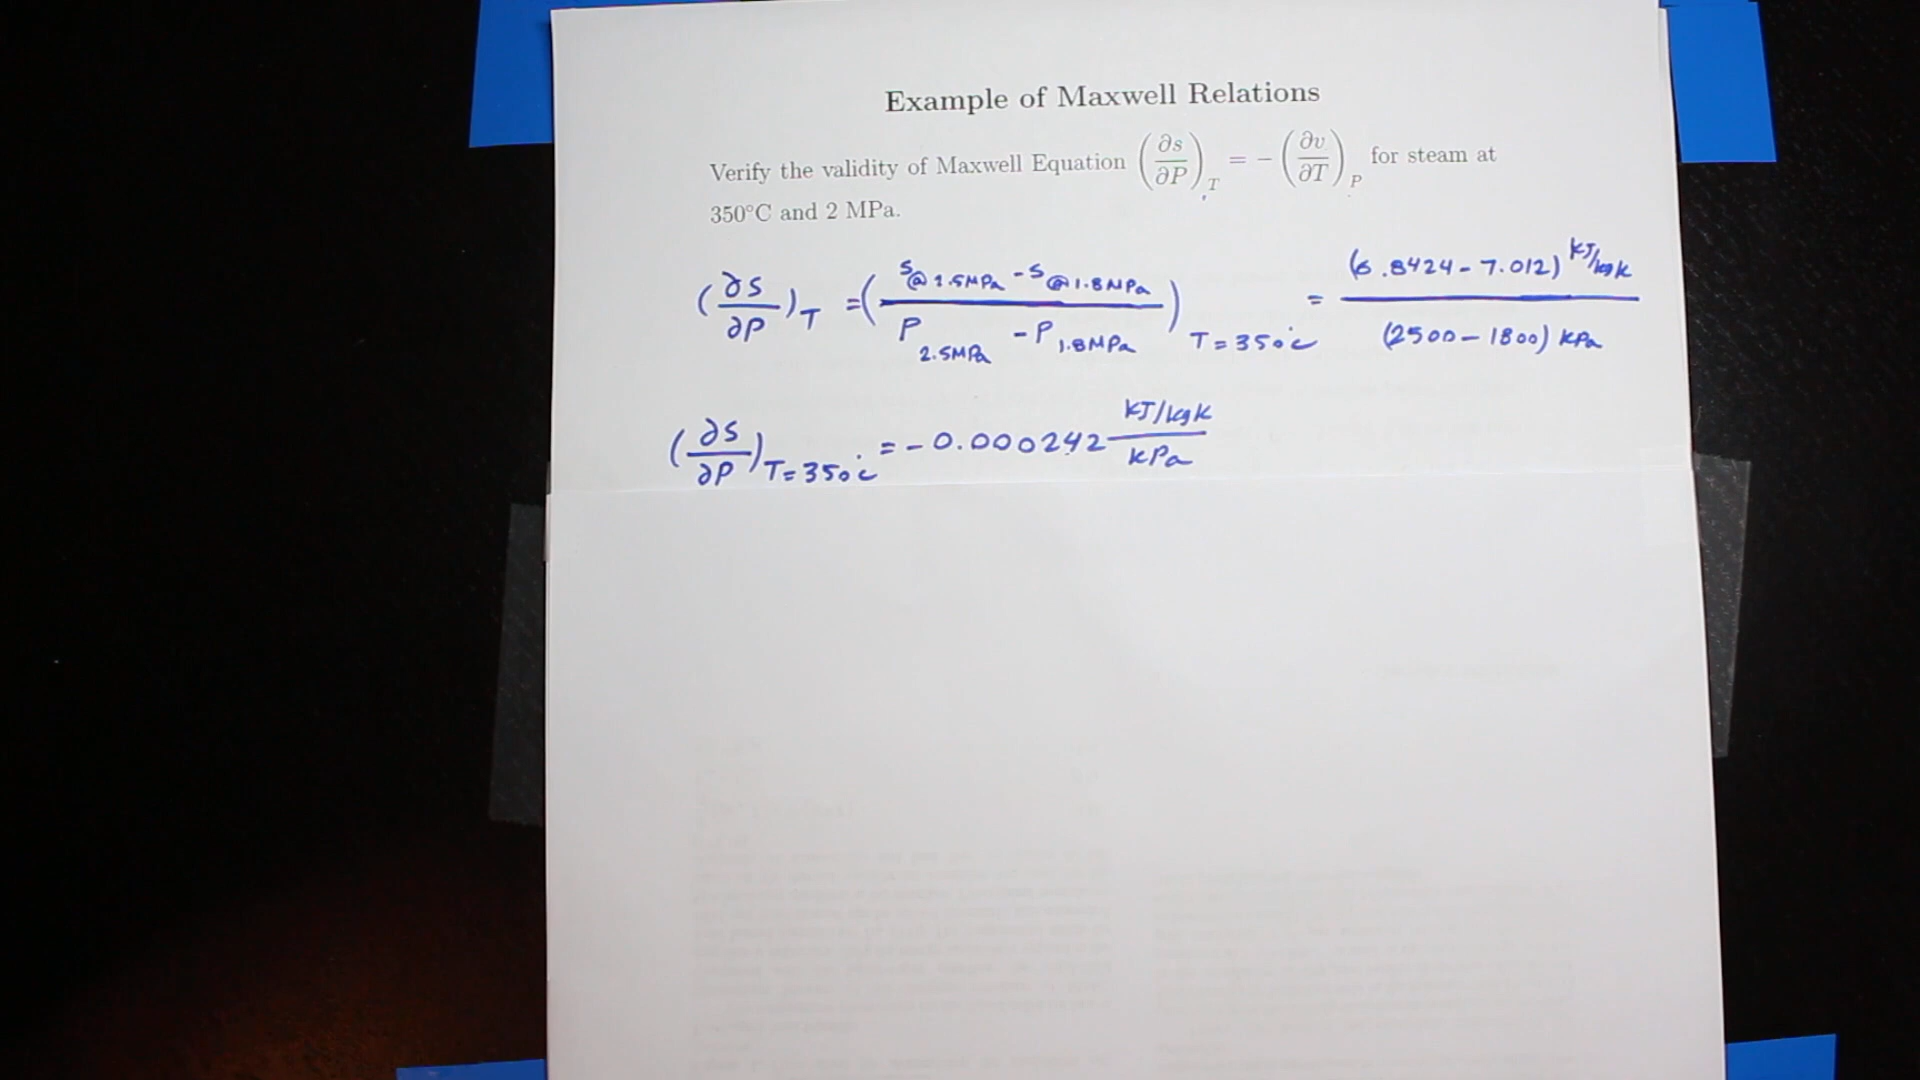 Example of Maxwell Relations
Verify the validity of Maxwell Equation (∂s/∂P)_T = −(∂v/∂T)_P for steam at
350°C and 2 MPa.
(∂s/∂P)_T = ((s@2.5MPa - s@1.8MPa)/(P2.5MPa - P1.8MPa))_T=350°C = (6.8424 - 7.012) kJ/kgK / (2500 - 1800) kPa
(∂s/∂P)_T=350°C = - 0.000242 kJ/kgK / kPa